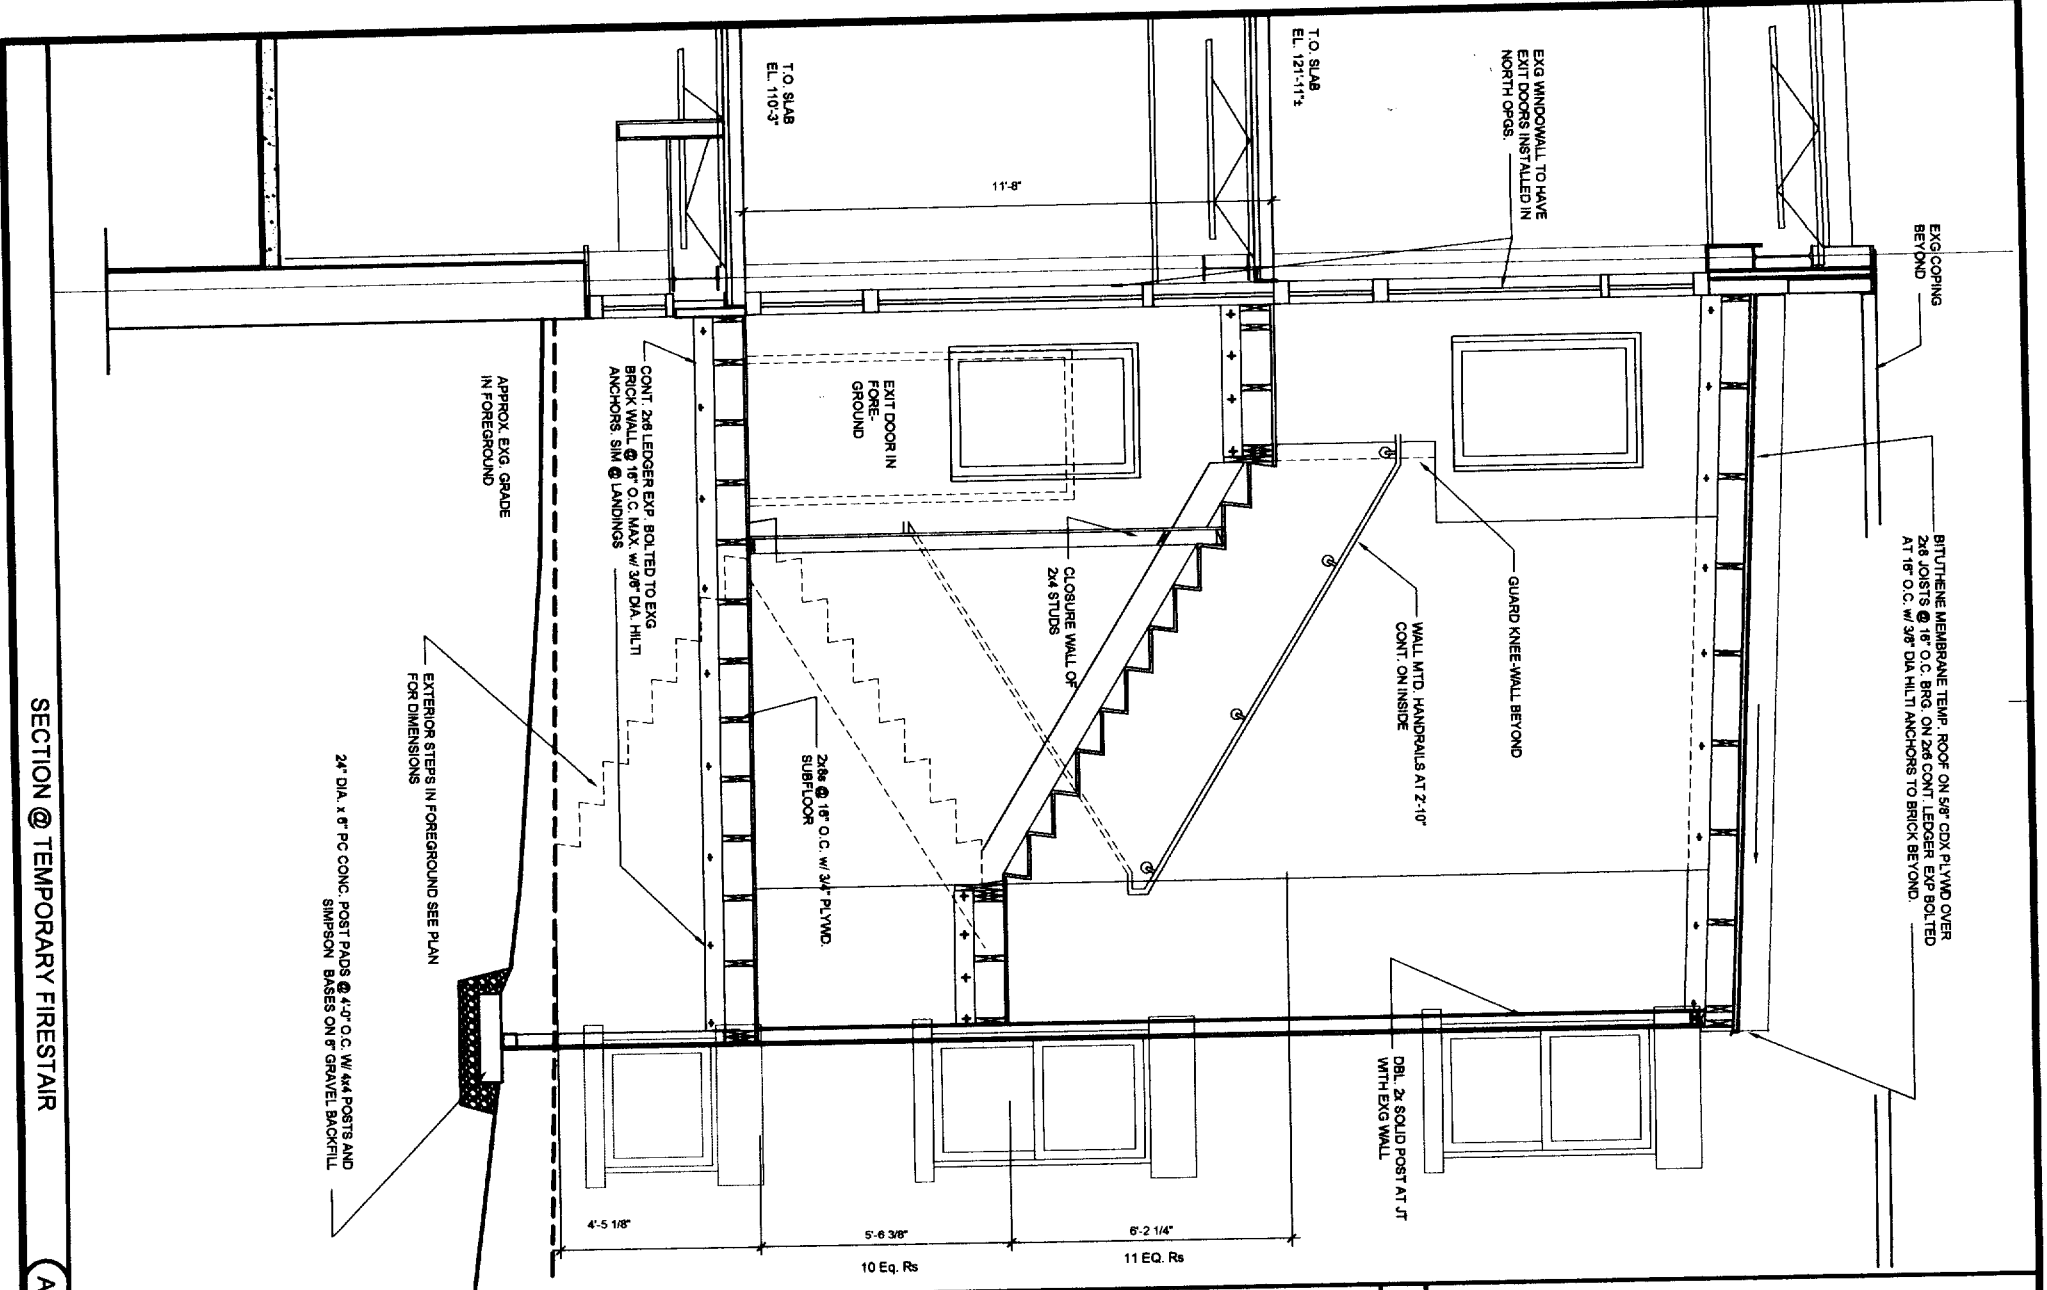 EXG COPING
BEYOND
BITUTHENE MEMBRANE TEMP. ROOF ON 5/8" CDX PLYWD OVER
2x8 JOISTS @ 16" O.C. BRG. ON 2x6 CONT. LEDGER EXP BOLTED
AT 16" O.C. w/ 3/8" DIA HILTI ANCHORS TO BRICK BEYOND.
EXG WINDOWALL TO HAVE
EXIT DOORS INSTALLED IN
NORTH OPGS.
GUARD KNEE-WALL BEYOND
WALL MTD. HANDRAILS AT 2'-10"
CONT. ON INSIDE
DBL. 2x SOLID POST AT JT
WITH EXG WALL
T.O. SLAB
EL. 121'-11"±
11'-8"
6'-2 1/4"
11 EQ. Rs
CLOSURE WALL OF
2x4 STUDS
EXIT DOOR IN
FORE-
GROUND
5'-6 3/8"
10 Eq. Rs
2x8s @ 16" O.C. w/ 3/4" PLYWD.
SUBFLOOR
T.O. SLAB
EL. 110'-3"
CONT. 2x8 LEDGER EXP. BOLTED TO EXG
BRICK WALL @ 16" O.C. MAX. w/ 3/8" DIA. HILTI
ANCHORS. SIM @ LANDINGS
4'-5 1/8"
APPROX. EXG. GRADE
IN FOREGROUND
EXTERIOR STEPS IN FOREGROUND SEE PLAN
FOR DIMENSIONS
24" DIA. x 6" PC CONC. POST PADS @ 4'-0" O.C. W/ 4x4 POSTS AND
SIMPSON BASES ON 6" GRAVEL BACKFILL
SECTION @ TEMPORARY FIRESTAIR
A